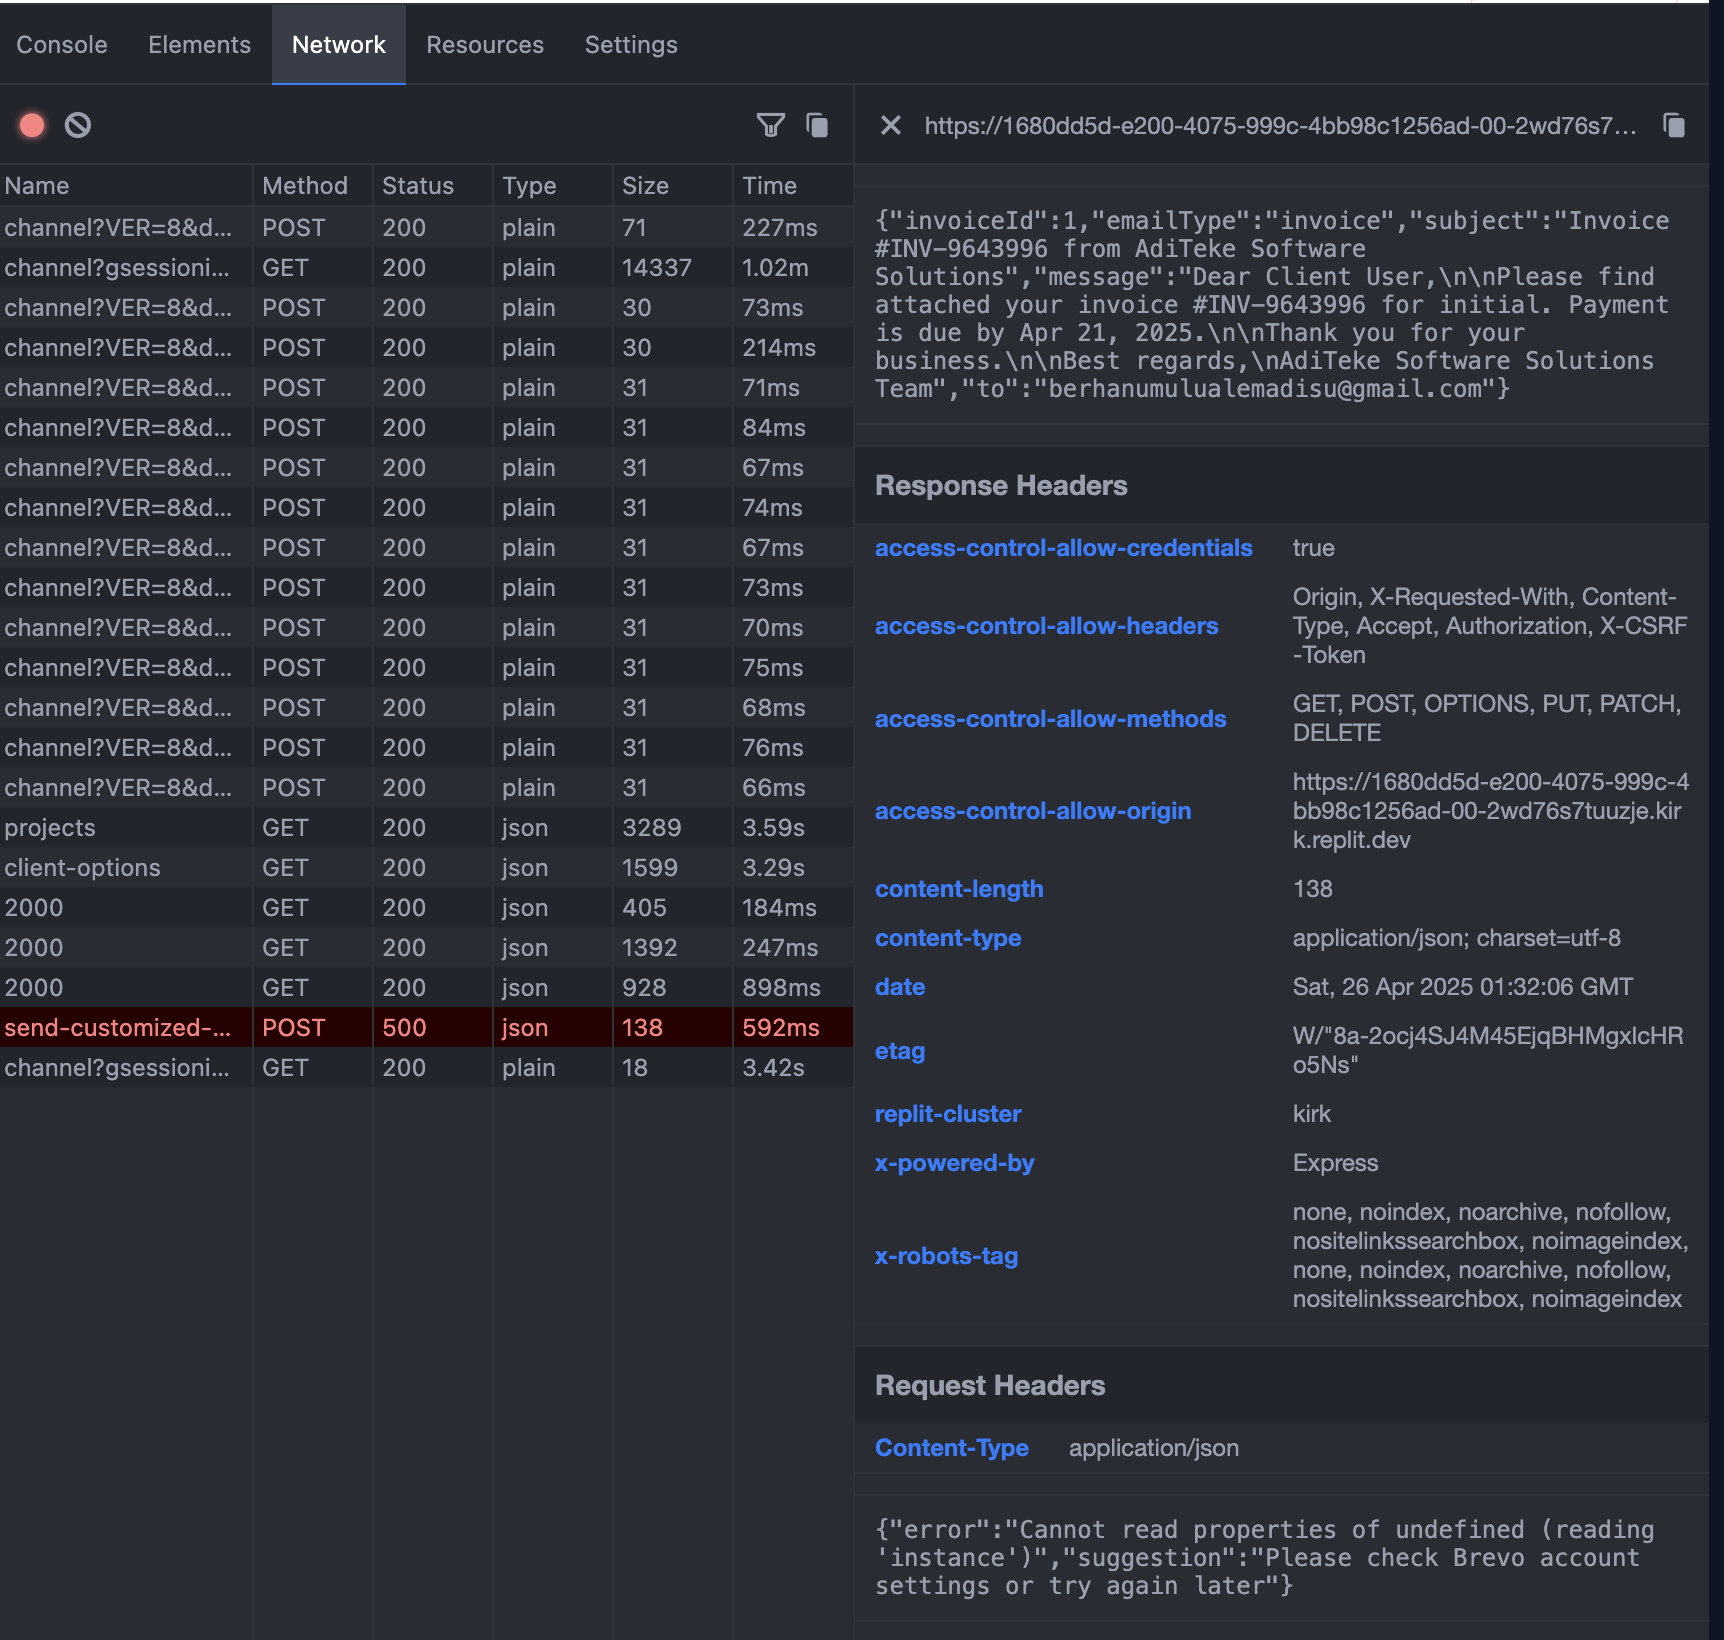 Console Elements Network Resources Settings
https://1680dd5d-e200-4075-999c-4bb98c1256ad-00-2wd76s7...
Name Method Status Type Size Time
channel?VER=8&d... POST 200 plain 71 227ms
channel?gsessioni... GET 200 plain 14337 1.02m
channel?VER=8&d... POST 200 plain 30 73ms
channel?VER=8&d... POST 200 plain 30 214ms
channel?VER=8&d... POST 200 plain 31 71ms
channel?VER=8&d... POST 200 plain 31 84ms
channel?VER=8&d... POST 200 plain 31 67ms
channel?VER=8&d... POST 200 plain 31 74ms
channel?VER=8&d... POST 200 plain 31 67ms
channel?VER=8&d... POST 200 plain 31 73ms
channel?VER=8&d... POST 200 plain 31 70ms
channel?VER=8&d... POST 200 plain 31 75ms
channel?VER=8&d... POST 200 plain 31 68ms
channel?VER=8&d... POST 200 plain 31 76ms
channel?VER=8&d... POST 200 plain 31 66ms
projects GET 200 json 3289 3.59s
client-options GET 200 json 1599 3.29s
2000 GET 200 json 405 184ms
2000 GET 200 json 1392 247ms
2000 GET 200 json 928 898ms
send-customized-... POST 500 json 138 592ms
channel?gsessioni... GET 200 plain 18 3.42s
{"invoiceId":1,"emailType":"invoice","subject":"Invoice
#INV-9643996 from AdiTeke Software
Solutions","message":"Dear Client User,\n\nPlease find
attached your invoice #INV-9643996 for initial. Payment
is due by Apr 21, 2025.\n\nThank you for your
business.\n\nBest regards,\nAdiTeke Software Solutions
Team","to":"berhanumulualemadisu@gmail.com"}
Response Headers
access-control-allow-credentials true
access-control-allow-headers Origin, X-Requested-With, Content-
Type, Accept, Authorization, X-CSRF
-Token
access-control-allow-methods GET, POST, OPTIONS, PUT, PATCH,
DELETE
access-control-allow-origin https://1680dd5d-e200-4075-999c-4
bb98c1256ad-00-2wd76s7tuuzje.kir
k.replit.dev
content-length 138
content-type application/json; charset=utf-8
date Sat, 26 Apr 2025 01:32:06 GMT
etag W/"8a-2ocj4SJ4M45EjqBHMgxIcHR
o5Ns"
replit-cluster kirk
x-powered-by Express
x-robots-tag none, noindex, noarchive, nofollow,
nositelinkssearchbox, noimageindex,
none, noindex, noarchive, nofollow,
nositelinkssearchbox, noimageindex
Request Headers
Content-Type application/json
{"error":"Cannot read properties of undefined (reading
'instance')","suggestion":"Please check Brevo account
settings or try again later"}